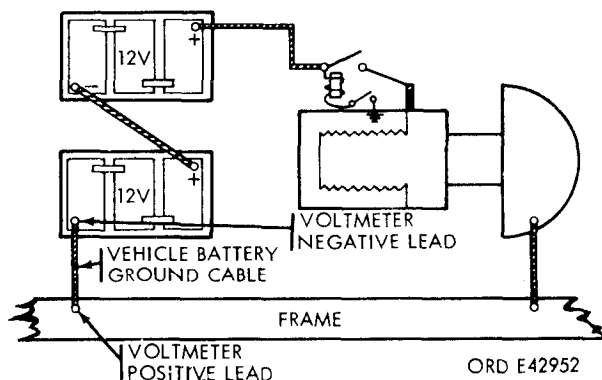 +
12V
−
+
12V
VOLTMETER
NEGATIVE LEAD
VEHICLE BATTERY
GROUND CABLE
FRAME
VOLTMETER
POSITIVE LEAD
ORD E42952